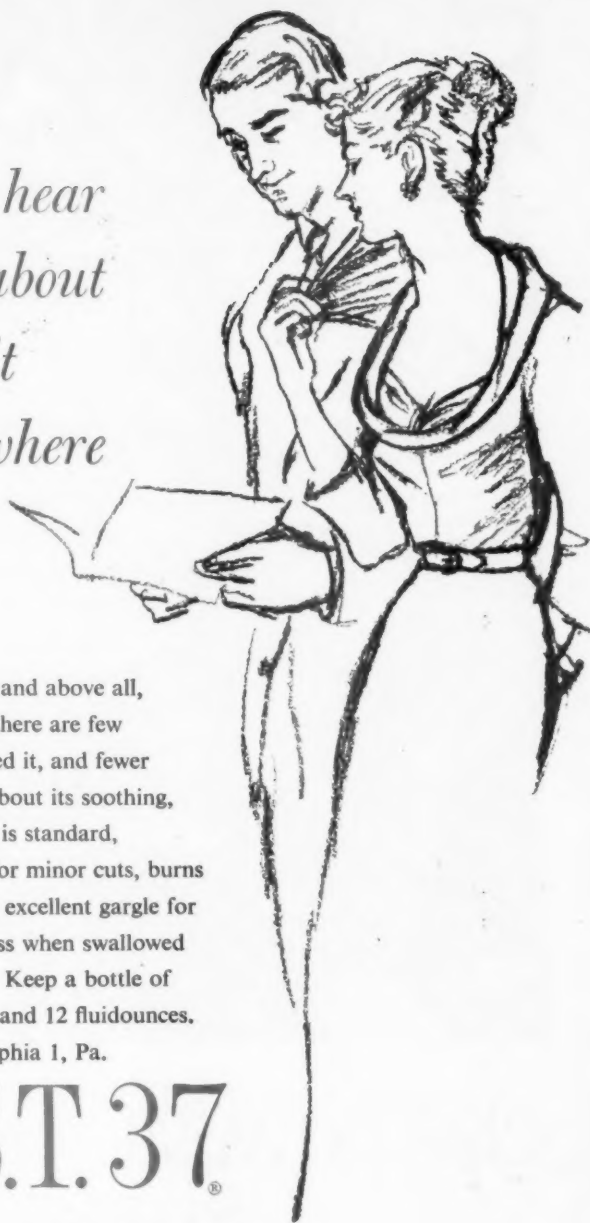 hear
about
t
where
and above all,
here are few
ed it, and fewer
bout its soothing,
is standard,
or minor cuts, burns
excellent gargle for
ss when swallowed
Keep a bottle of
and 12 fluidounces.
phia 1, Pa.
.T. 37®